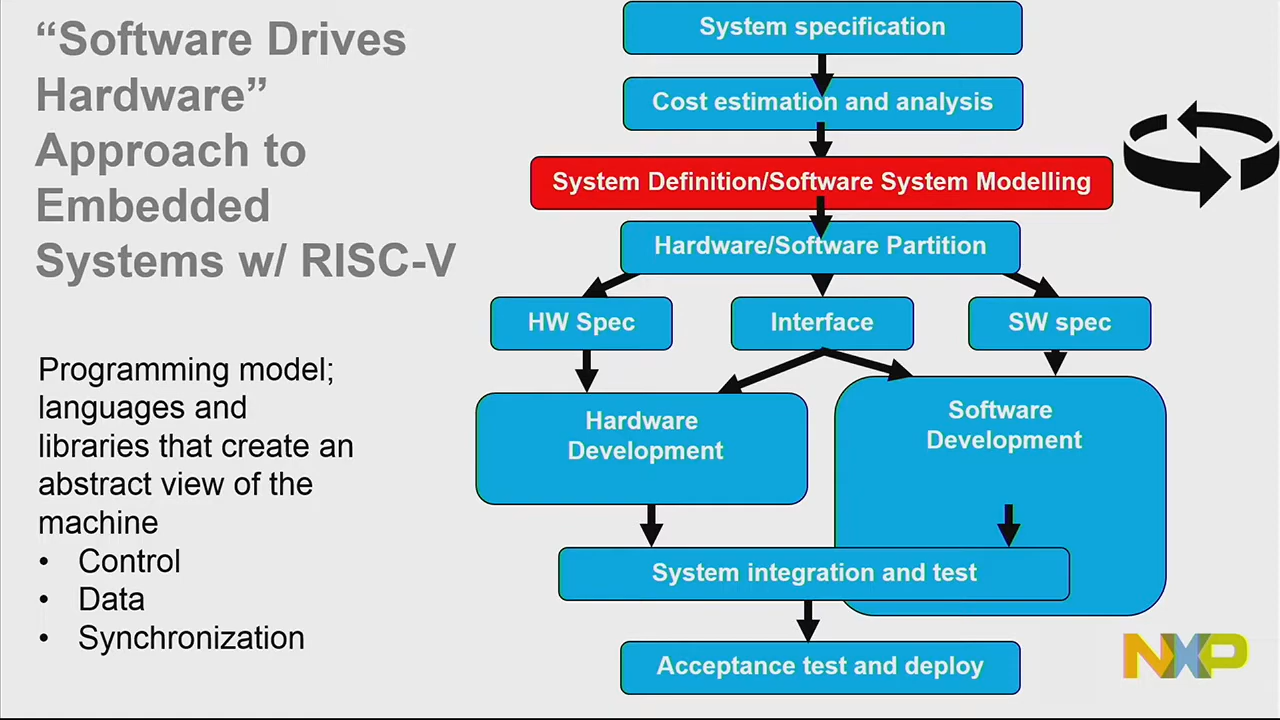 “Software Drives
Hardware”
Approach to
Embedded
Systems w/ RISC-V
Programming model;
languages and
libraries that create an
abstract view of the
machine
• Control
• Data
• Synchronization
System specification
Cost estimation and analysis
System Definition/Software System Modelling
Hardware/Software Partition
HW Spec
Interface
SW spec
Hardware
Development
Software
Development
System integration and test
Acceptance test and deploy
NXP